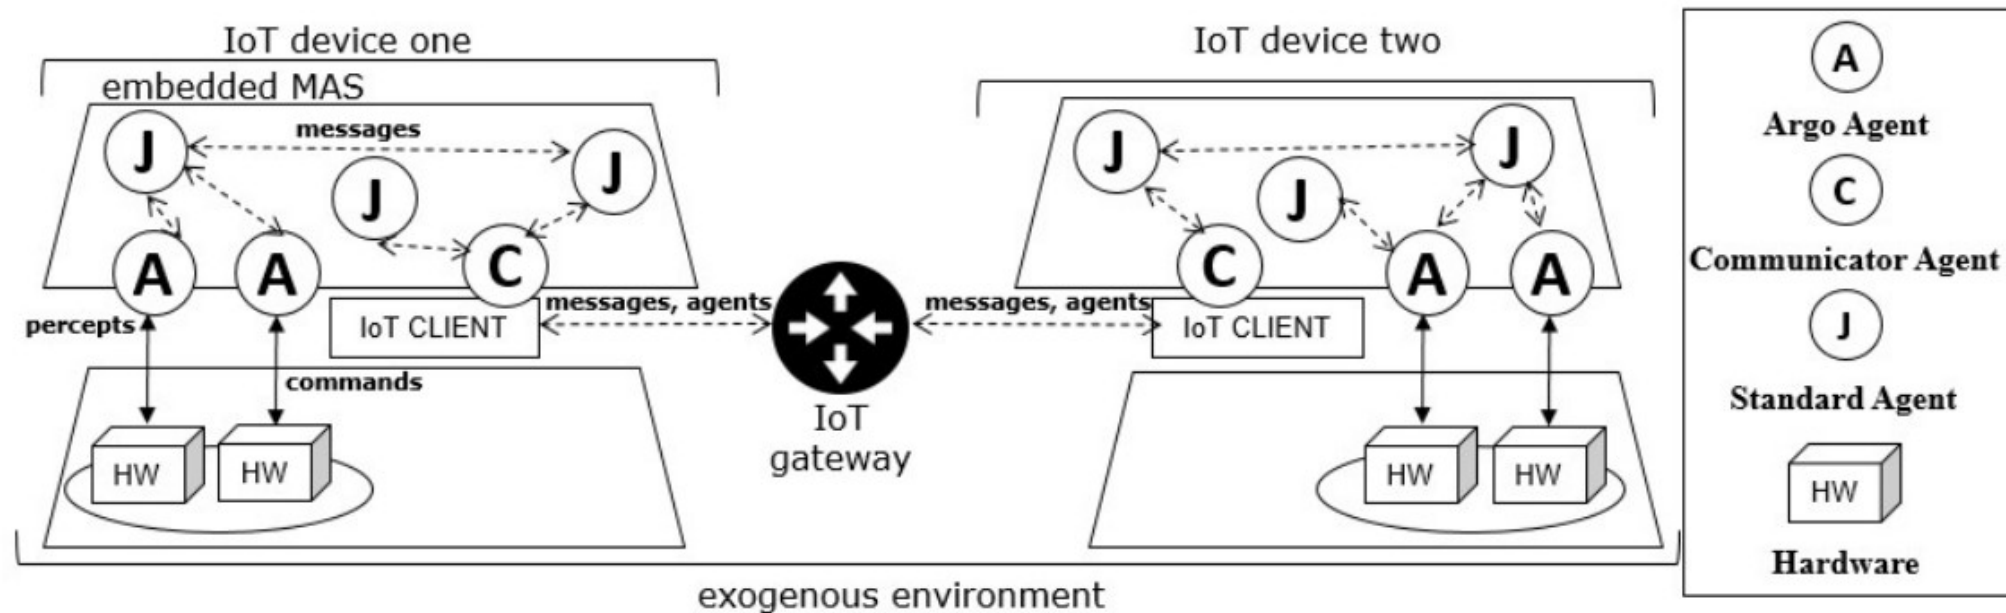 IoT device one
IoT device two
embedded MAS
messages
J
J
J
A
A
C
J
J
J
C
A
A
percepts
IoT CLIENT
messages, agents
messages, agents
IoT CLIENT
commands
HW
HW
IoT
gateway
HW
HW
exogenous environment
A
Argo Agent
C
Communicator Agent
J
Standard Agent
HW
Hardware